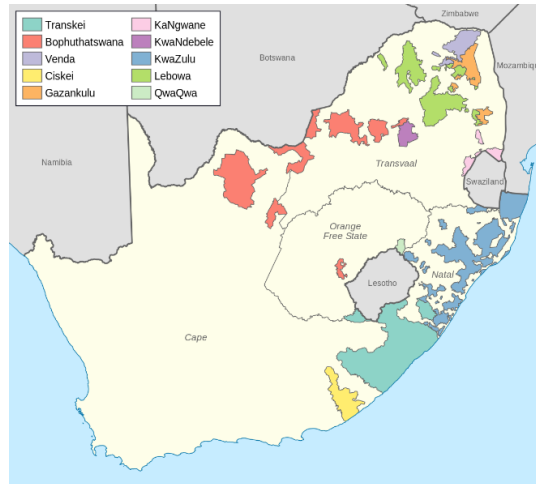 Transkei
Bophuthatswana
Venda
Ciskei
Gazankulu
KaNgwane
KwaNdebele
KwaZulu
Lebowa
QwaQwa
Zimbabwe
Botswana
Mozambiqu
Namibia
Transvaal
Swaziland
Orange
Free State
Natal
Lesotho
Cape